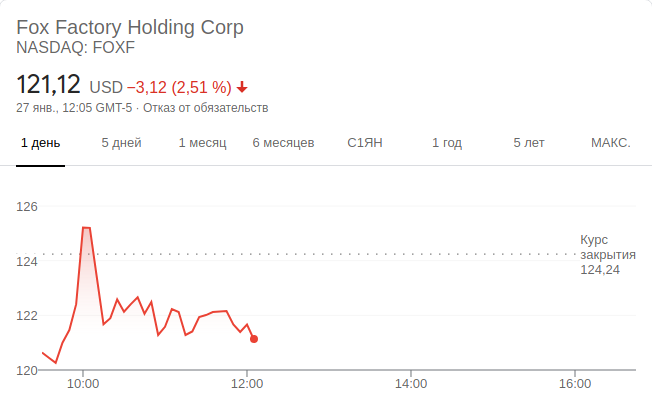 Fox Factory Holding Corp
NASDAQ: FOXF
121,12 USD −3,12 (2,51 %)
27 янв., 12:05 GMT-5 · Отказ от обязательств
1 день 5 дней 1 месяц 6 месяцев С1ЯН 1 год 5 лет МАКС.
126
Курс
закрытия
124,24
124
122
120
10:00 12:00 14:00 16:00